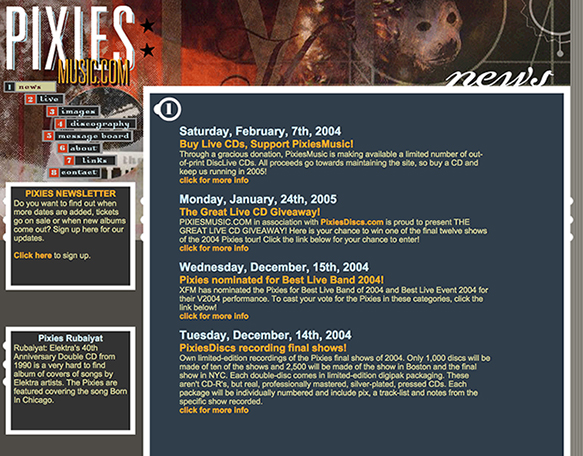 PIXIES
MUSIC.COM
news
1 news
2 live
3 images
4 discography
5 message board
6 about
7 links
8 contact
PIXIES NEWSLETTER
Do you want to find out when
more dates are added, tickets
go on sale or when new albums
come out? Sign up here for our
updates.
Click here to sign up.
Pixies Rubaiyat
Rubaiyat: Elektra's 40th
Anniversary Double CD from
1990 is a very hard to find
album of covers of songs by
Elektra artists. The Pixies are
featured covering the song Born
In Chicago.
1
Saturday, February, 7th, 2004
Buy Live CDs, Support PixiesMusic!
Through a gracious donation, PixiesMusic is making available a limited number of out-
of-print DiscLive CDs. All proceeds go towards maintaining the site, so buy a CD and
keep us running in 2005!
click for more info
Monday, January, 24th, 2005
The Great Live CD Giveaway!
PIXIESMUSIC.COM in association with PixiesDiscs.com is proud to present THE
GREAT LIVE CD GIVEAWAY! Here is your chance to win one of the final twelve shows
of the 2004 Pixies tour! Click the link below for your chance to enter!
click for more info
Wednesday, December, 15th, 2004
Pixies nominated for Best Live Band 2004!
XFM has nominated the Pixies for Best Live Band of 2004 and Best Live Event 2004 for
their V2004 performance. To cast your vote for the Pixies in these categories, click the
link below!
click for more info
Tuesday, December, 14th, 2004
PixiesDiscs recording final shows!
Own limited-edition recordings of the Pixies final shows of 2004. Only 1,000 discs will be
made of ten of the shows and 2,500 will be made of the show in Boston and the final
show in NYC. Each double-disc comes in limited-edition digipak packaging. These
aren't CD-R's, but real, professionally mastered, silver-plated, pressed CDs. Each
package will be individually numbered and include pix, a track-list and notes from the
specific show recorded.
click for more info